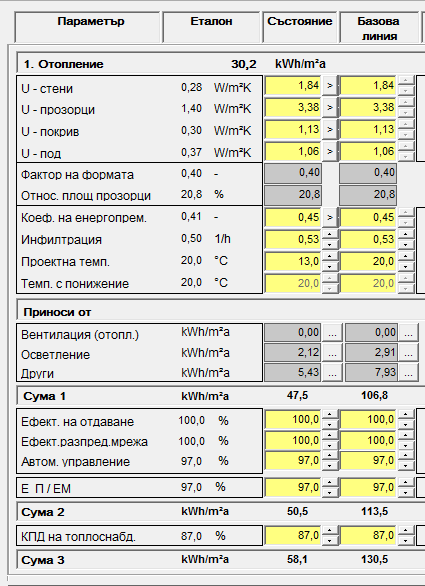 Параметър Еталон Състояние Базова линия
1. Отопление 30,2 kWh/m²a
U - стени 0,28 W/m²K 1,84 > 1,84
U - прозорци 1,40 W/m²K 3,38 > 3,38
U - покрив 0,30 W/m²K 1,13 > 1,13
U - под 0,37 W/m²K 1,06 > 1,06
Фактор на формата 0,40 - 0,40 0,40
Относ. площ прозорци 20,8 % 20,8 20,8
Коеф. на енергопрем. 0,41 - 0,45 > 0,45
Инфилтрация 0,50 1/h 0,53 0,53
Проектна темп. 20,0 °C 13,0 20,0
Темп. с понижение 20,0 °C 20,0 20,0
Приноси от
Вентилация (отопл.) kWh/m²a 0,00 ... 0,00 ...
Осветление kWh/m²a 2,12 ... 2,91 ...
Други kWh/m²a 5,43 ... 7,93 ...
Сума 1 kWh/m²a 47,5 106,8
Ефект. на отдаване 100,0 % 100,0 100,0
Ефект.разпред.мрежа 100,0 % 100,0 100,0
Автом. управление 97,0 % 97,0 97,0
Е П / ЕМ 97,0 % 97,0 97,0
Сума 2 kWh/m²a 50,5 113,5
КПД на топлоснабд. 87,0 % 87,0 87,0
Сума 3 kWh/m²a 58,1 130,5